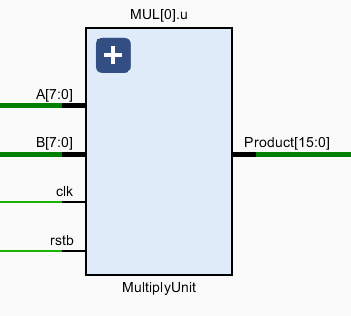 MUL[0].u
A[7:0]
B[7:0]
Product[15:0]
clk
rstb
MultiplyUnit